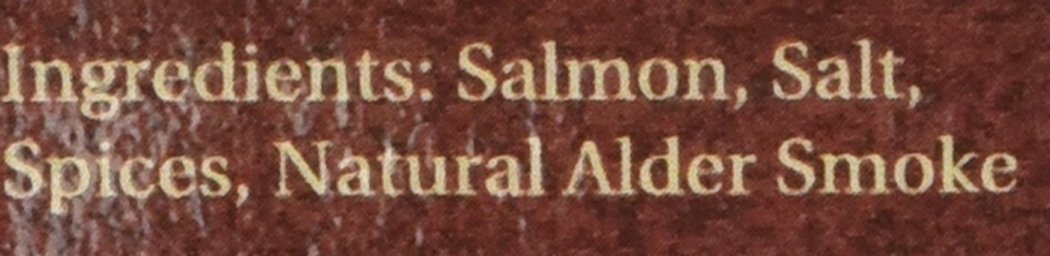 Ingredients: Salmon, Salt,
Spices, Natural Alder Smoke